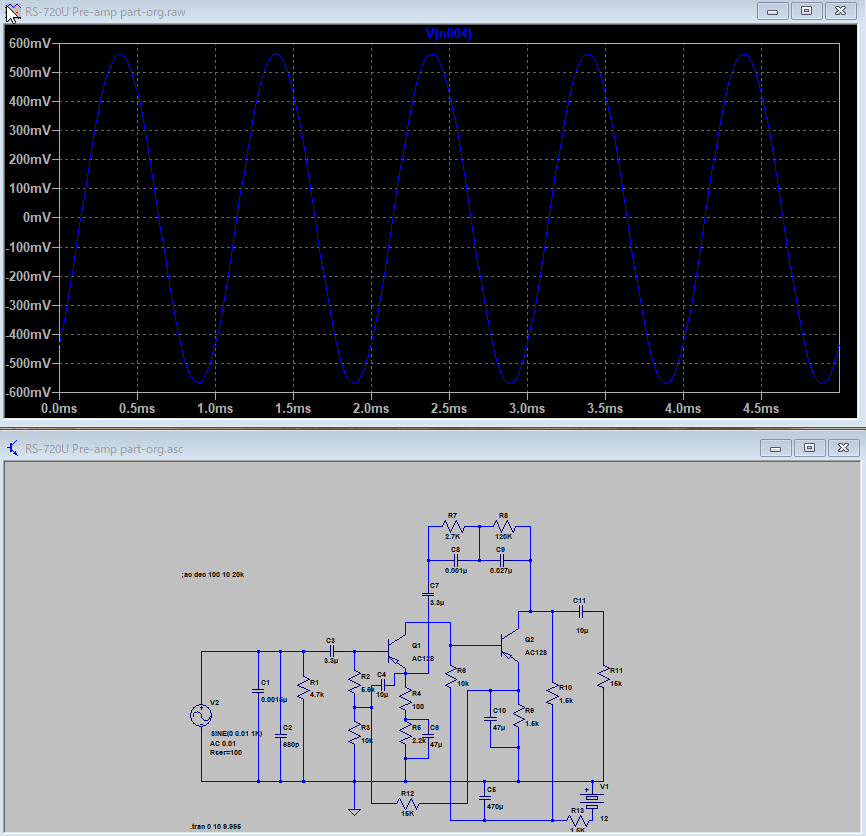 RS-720U Pre-amp part-org.raw
V(n004)
600mV
500mV
400mV
300mV
200mV
100mV
0mV
-100mV
-200mV
-300mV
-400mV
-500mV
-600mV
0.0ms 0.5ms 1.0ms 1.5ms 2.0ms 2.5ms 3.0ms 3.5ms 4.0ms 4.5ms
RS-720U Pre-amp part-org.asc
R7 R8
2.7K 120K
C8 C9
0.001µ 0.027µ
;ac dec 100 10 20k
C7
3.3µ
C11
10µ
C3
3.3µ
Q1
AC128
Q2
AC128
R2
5.6k
C4
10µ
R6
10k
R11
15k
C1
0.0015µ
R1
4.7k
R4
100
R10
1.5k
V2
SINE(0 0.01 1K)
AC 0.01
Rser=100
C2
680p
R3
10k
R5
2.2k
C6
47µ
C10
47µ
R9
1.5k
R12
15K
C5
470µ
V1
12
R13
1.5K
.tran 0 10 9.995